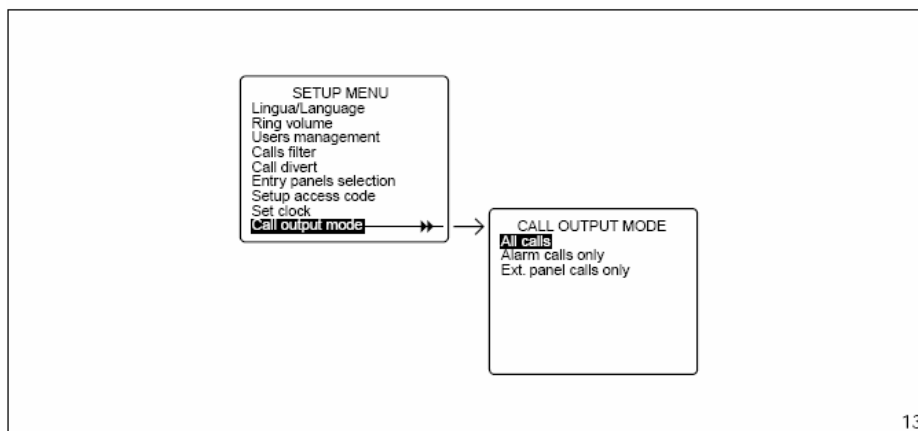 SETUP MENU
Lingua/Language
Ring volume
Users management
Calls filter
Call divert
Entry panels selection
Setup access code
Set clock
Call output mode
CALL OUTPUT MODE
All calls
Alarm calls only
Ext. panel calls only
13